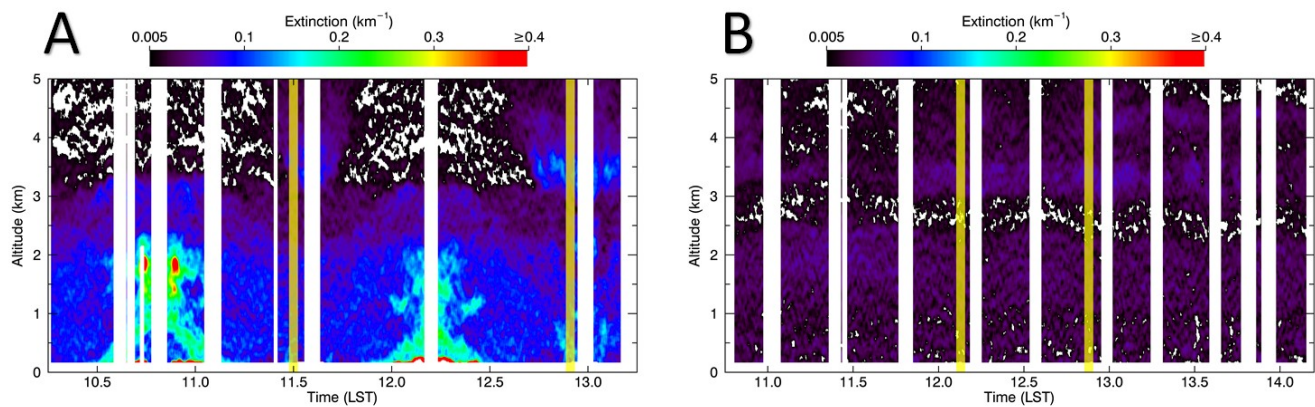 A
Extinction (km⁻¹)
0.005 0.1 0.2 0.3 ≥0.4
Altitude (km)
5
4
3
2
1
0
10.5 11.0 11.5 12.0 12.5 13.0
Time (LST)
B
Extinction (km⁻¹)
0.005 0.1 0.2 0.3 ≥0.4
Altitude (km)
5
4
3
2
1
0
11.0 11.5 12.0 12.5 13.0 13.5 14.0
Time (LST)